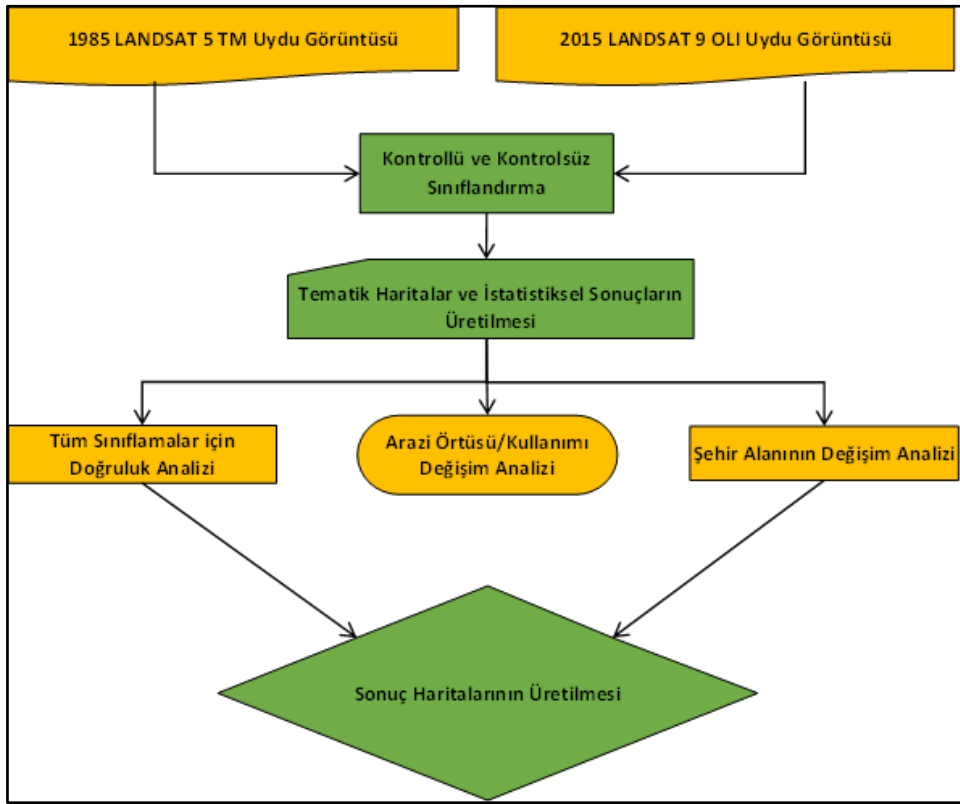 1985 LANDSAT 5 TM Uydu Görüntüsü
2015 LANDSAT 9 OLI Uydu Görüntüsü
Kontrollü ve Kontrolsüz
Sınıflandırma
Tematik Haritalar ve İstatistiksel Sonuçların
Üretilmesi
Tüm Sınıflamalar için
Doğruluk Analizi
Arazi Örtüsü/Kullanımı
Değişim Analizi
Şehir Alanının Değişim Analizi
Sonuç Haritalarının Üretilmesi